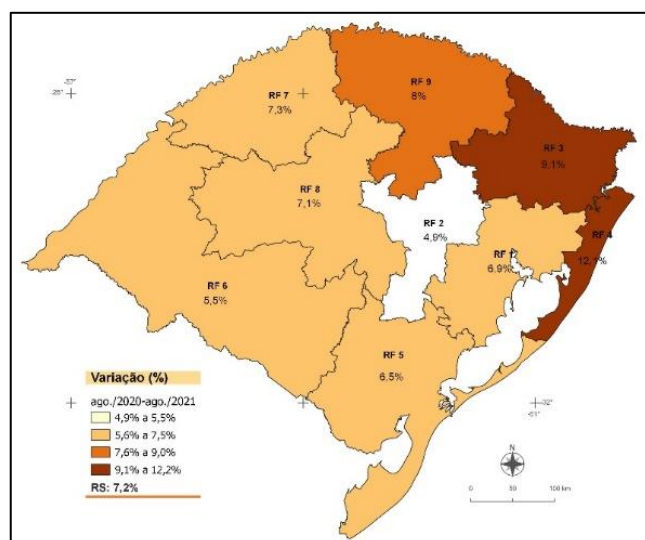 -57°
-28°
RF 7
7,3%
RF 9
8%
RF 3
9,1%
RF 8
7,1%
RF 2
4,9%
RF 4
12,1%
RF 1
6,9%
RF 6
5,5%
RF 5
6,5%
Variação (%)
ago./2020-ago./2021
4,9% a 5,5%
5,6% a 7,5%
7,6% a 9,0%
9,1% a 12,2%
RS: 7,2%
-32°
-51°
N
0 50 100 km